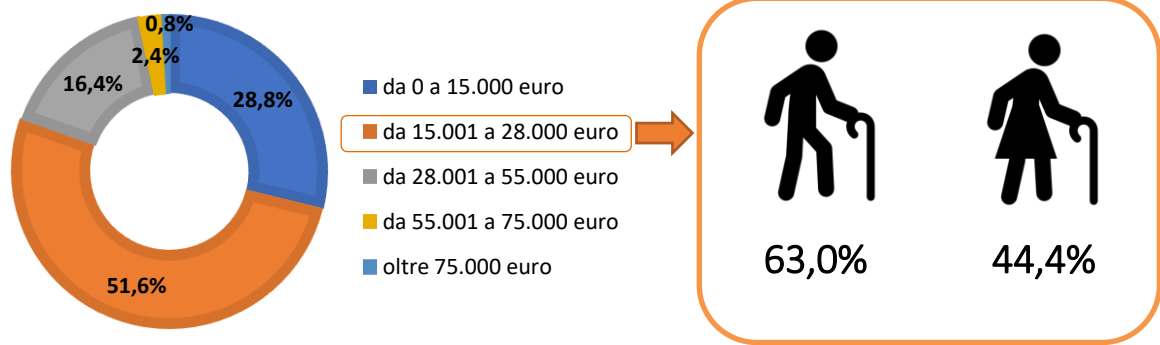 0,8%
2,4%
16,4%
28,8%
51,6%
da 0 a 15.000 euro
da 15.001 a 28.000 euro
da 28.001 a 55.000 euro
da 55.001 a 75.000 euro
oltre 75.000 euro
63,0%
44,4%